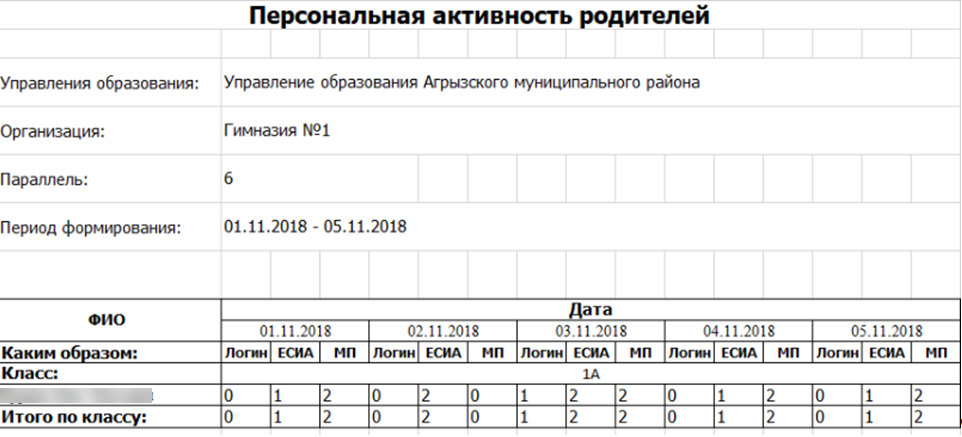 Персональная активность родителей
Управления образования: Управление образования Агрызского муниципального района
Организация: Гимназия №1
Параллель: 6
Период формирования: 01.11.2018 - 05.11.2018
ФИО Дата
01.11.2018 02.11.2018 03.11.2018 04.11.2018 05.11.2018
Каким образом: Логин ЕСИА МП Логин ЕСИА МП Логин ЕСИА МП Логин ЕСИА МП Логин ЕСИА МП
Класс: 1А
0 1 2 0 2 0 1 2 2 0 1 2 0 1 2
Итого по классу: 0 1 2 0 2 0 1 2 2 0 1 2 0 1 2